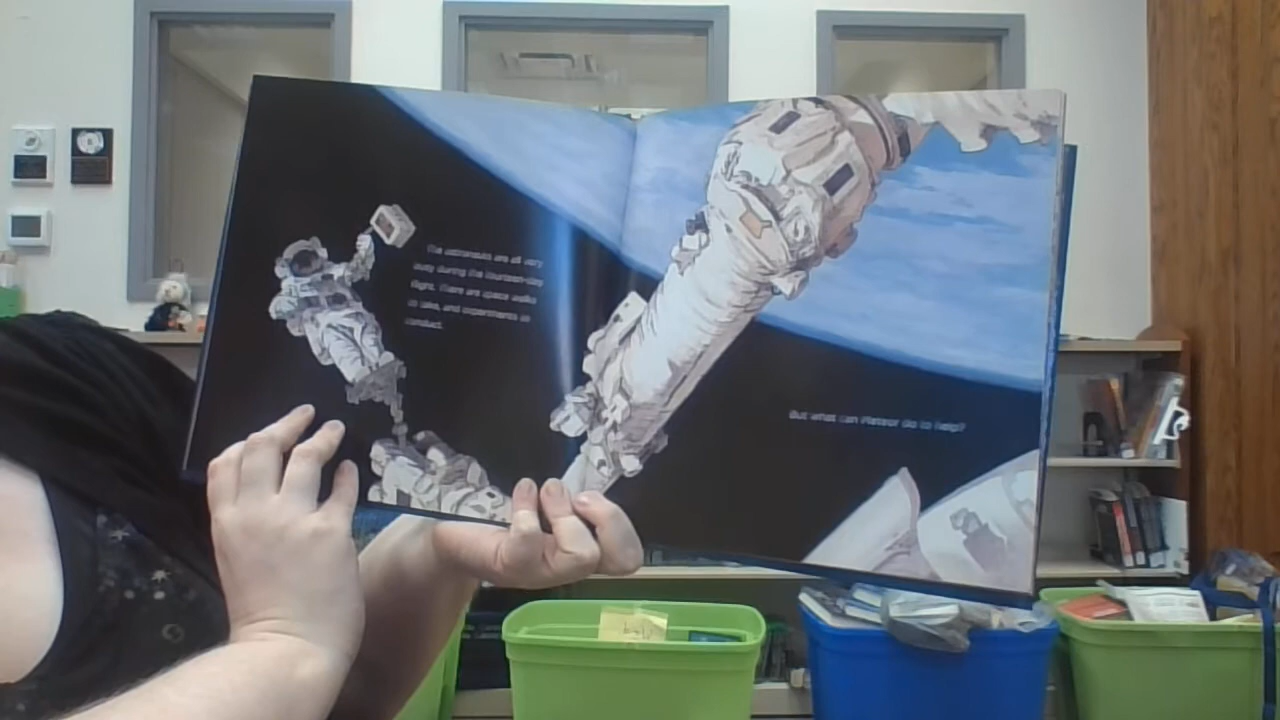 The astronauts are all very
busy during the fourteen-day
flight. There are space walks
to take, and experiments to
conduct.
But what can Meteor do to help?